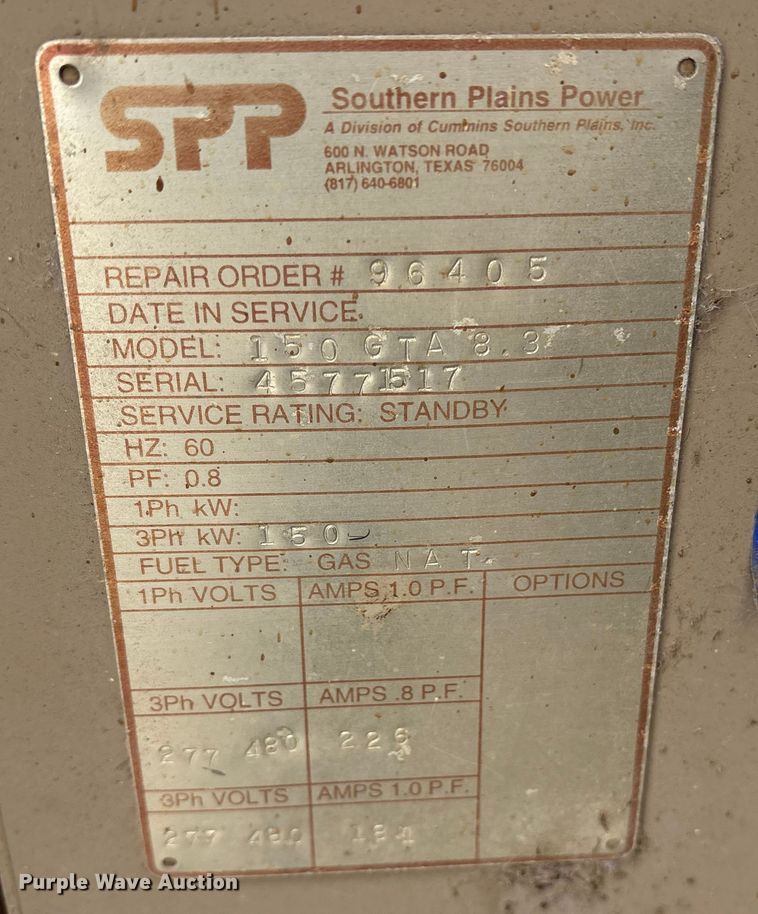 SPP
Southern Plains Power
A Division of Cummins Southern Plains, Inc.
600 N. WATSON ROAD
ARLINGTON, TEXAS 76004
(817) 640-6801
REPAIR ORDER # 96405
DATE IN SERVICE
MODEL: 150 GTA 8.3
SERIAL:
SERVICE RATING: STANDBY
HZ: 60
PF: 0.8
1Ph kW:
3Ph kW: 150
FUEL TYPE: GAS NAT
1Ph VOLTS AMPS 1.0 P.F. OPTIONS
3Ph VOLTS AMPS .8 P.F.
277 480 226
3Ph VOLTS AMPS 1.0 P.F.
277 480 181
Purple Wave Auction